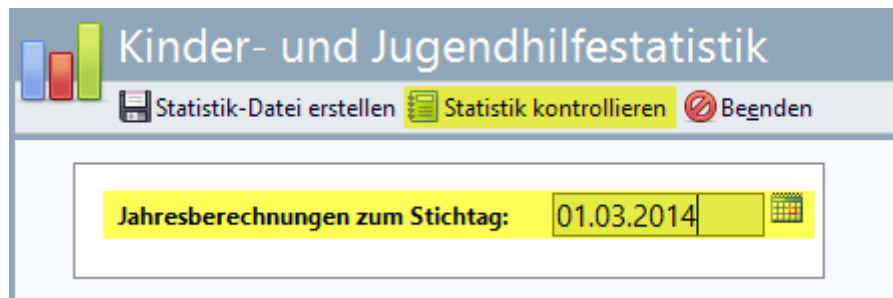 Kinder- und Jugendhilfestatistik
Statistik-Datei erstellen Statistik kontrollieren Beenden
Jahresberechnungen zum Stichtag: 01.03.2014